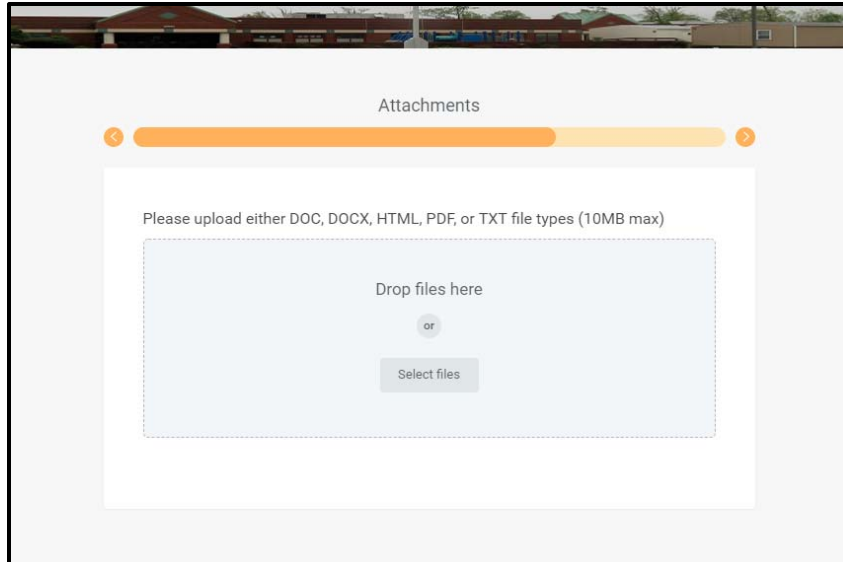 Attachments
Please upload either DOC, DOCX, HTML, PDF, or TXT file types (10MB max)
Drop files here
or
Select files